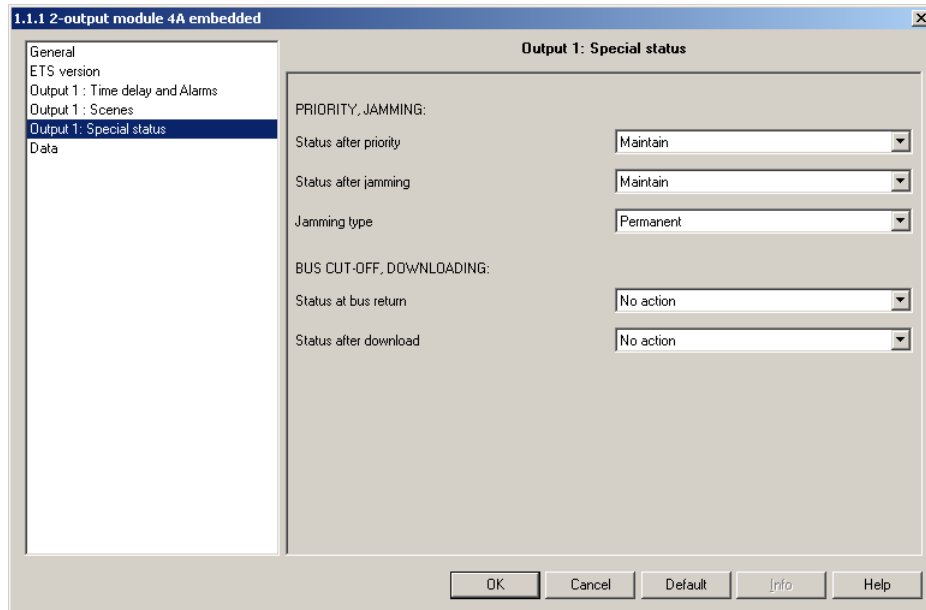 1.1.1 2-output module 4A embedded
General
ETS version
Output 1 : Time delay and Alarms
Output 1 : Scenes
Output 1: Special status
Data
Output 1: Special status
PRIORITY, JAMMING:
Status after priority Maintain
Status after jamming Maintain
Jamming type Permanent
BUS CUT-OFF, DOWNLOADING:
Status at bus return No action
Status after download No action
OK Cancel Default Info Help